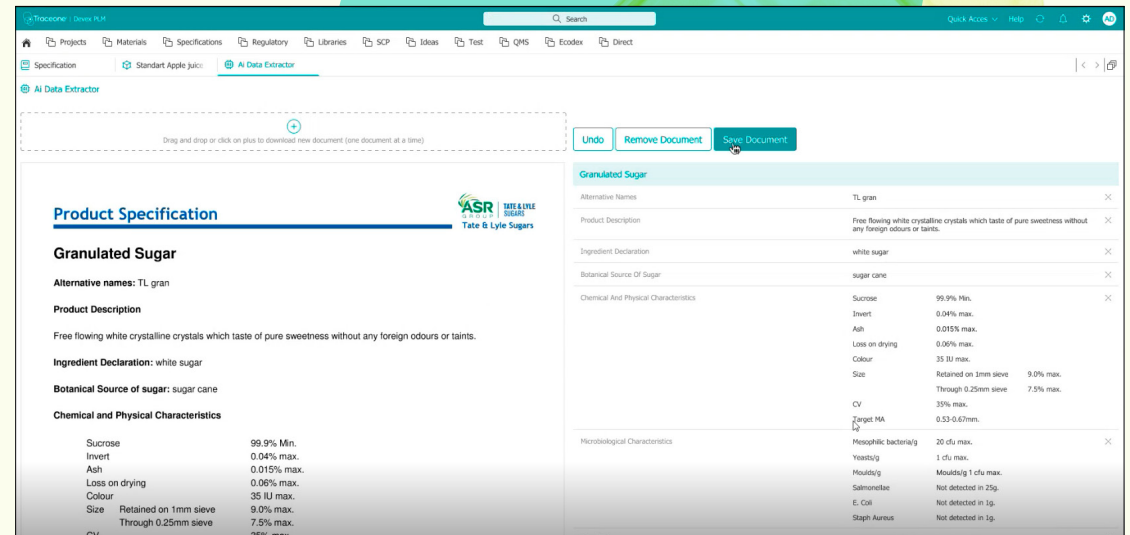 Traceone | Devex PLM
Search
Quick Acces
Help
AD
Projects
Materials
Specifications
Regulatory
Libraries
SCP
Ideas
Test
QMS
Ecodex
Direct
Specification
Standart Apple juice
Ai Data Extractor
Ai Data Extractor
Drag and drop or click on plus to download new document (one document at a time)
Undo
Remove Document
Save Document
Product Specification
ASR
GROUP
TATE & LYLE
SUGARS
Tate & Lyle Sugars
Granulated Sugar
Alternative names: TL gran
Product Description
Free flowing white crystalline crystals which taste of pure sweetness without any foreign odours or taints.
Ingredient Declaration: white sugar
Botanical Source of sugar: sugar cane
Chemical and Physical Characteristics
Sucrose 99.9% Min.
Invert 0.04% max.
Ash 0.015% max.
Loss on drying 0.06% max.
Colour 35 IU max.
Size Retained on 1mm sieve 9.0% max.
Through 0.25mm sieve 7.5% max.
CV 35% max.
Granulated Sugar
Alternative Names TL gran
Product Description Free flowing white crystalline crystals which taste of pure sweetness without
any foreign odours or taints.
Ingredient Declaration white sugar
Botanical Source Of Sugar sugar cane
Chemical And Physical Characteristics Sucrose 99.9% Min.
Invert 0.04% max.
Ash 0.015% max.
Loss on drying 0.06% max.
Colour 35 IU max.
Size Retained on 1mm sieve 9.0% max.
Through 0.25mm sieve 7.5% max.
CV 35% max.
Target MA 0.53-0.67mm.
Microbiological Characteristics Mesophilic bacteria/g 20 cfu max.
Yeasts/g 1 cfu max.
Moulds/g Moulds/g 1 cfu max.
Salmonellae Not detected in 25g.
E. Coli Not detected in 1g.
Staph Aureus Not detected in 1g.